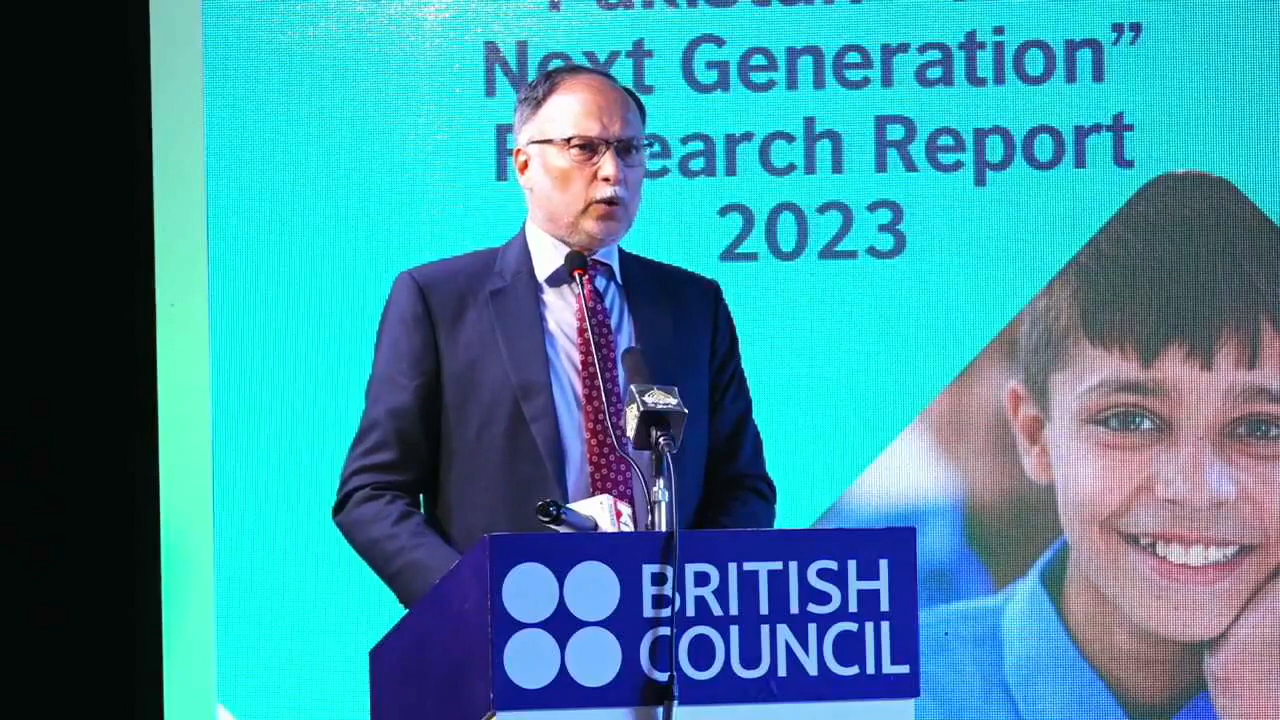 Next Generation”
Research Report
2023
BRITISH
COUNCIL